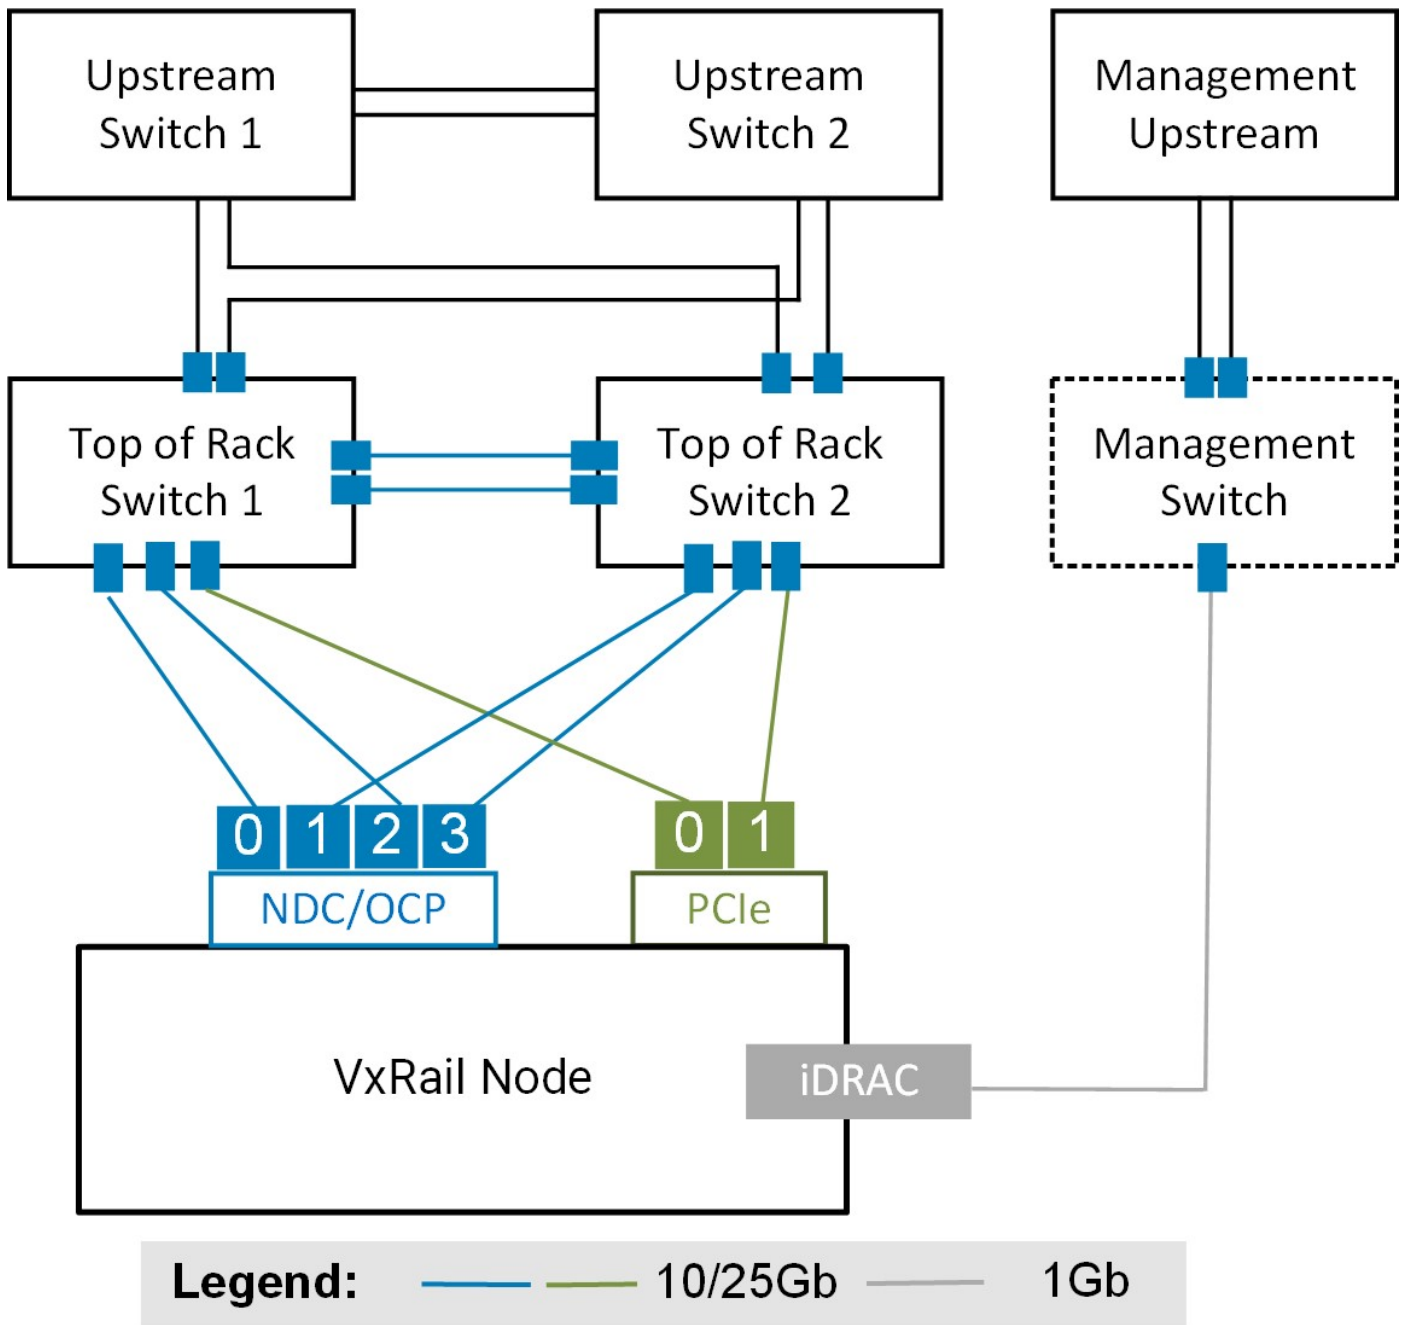 Upstream
Switch 1
Upstream
Switch 2
Management
Upstream
Top of Rack
Switch 1
Top of Rack
Switch 2
Management
Switch
0 1 2 3
0 1
NDC/OCP
PCIe
VxRail Node
iDRAC
Legend: 10/25Gb 1Gb